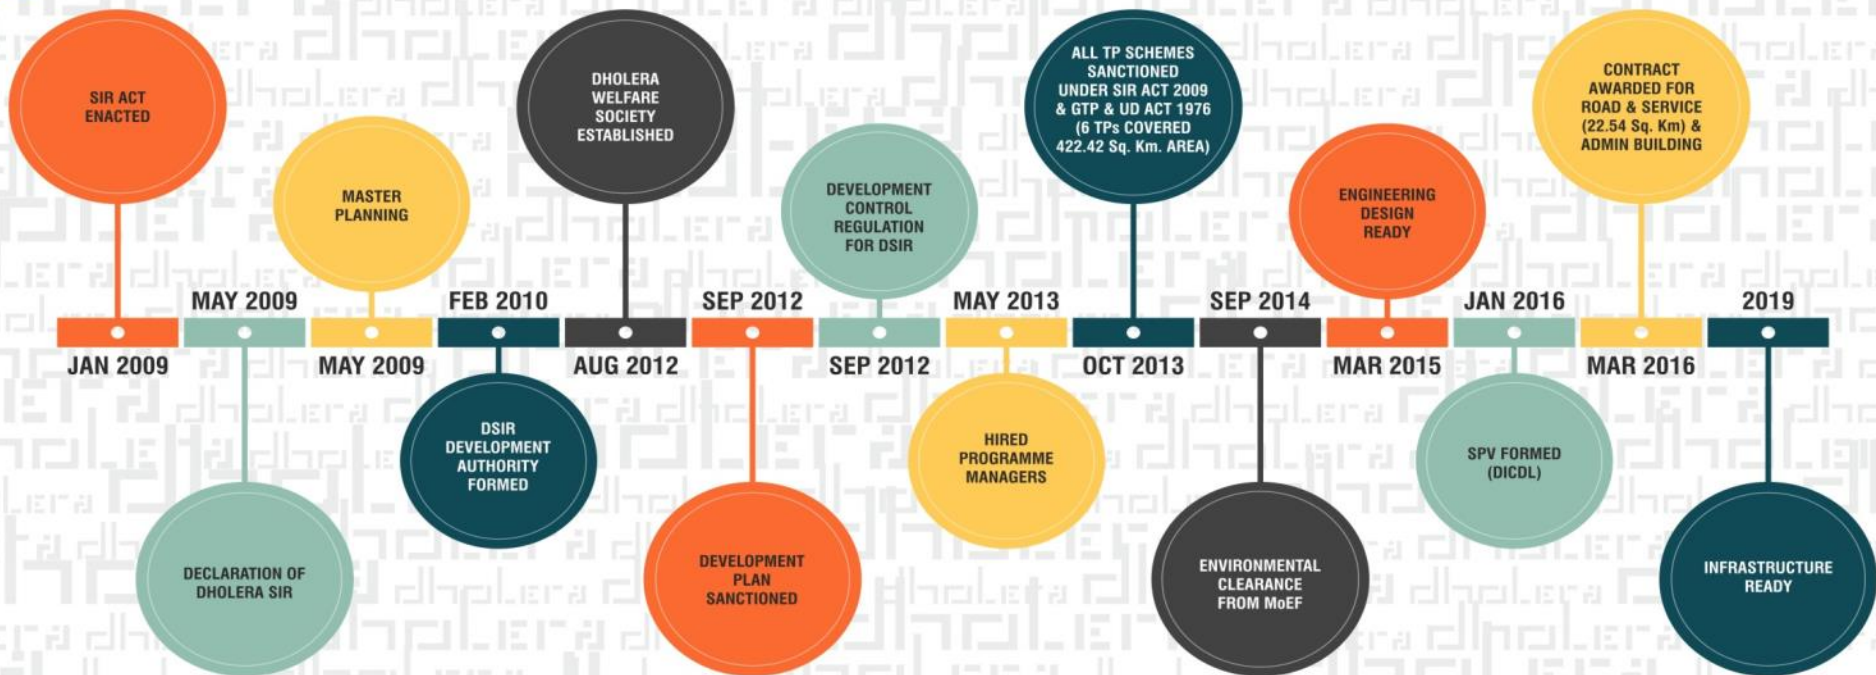 SIR ACT
ENACTED
JAN 2009
MAY 2009
DECLARATION OF
DHOLERA SIR
MASTER
PLANNING
MAY 2009
FEB 2010
DSIR
DEVELOPMENT
AUTHORITY
FORMED
DHOLERA
WELFARE
SOCIETY
ESTABLISHED
AUG 2012
SEP 2012
DEVELOPMENT
PLAN
SANCTIONED
DEVELOPMENT
CONTROL
REGULATION
FOR DSIR
SEP 2012
MAY 2013
HIRED
PROGRAMME
MANAGERS
ALL TP SCHEMES
SANCTIONED
UNDER SIR ACT 2009
& GTP & UD ACT 1976
(6 TPs COVERED
422.42 Sq. Km. AREA)
OCT 2013
SEP 2014
ENVIRONMENTAL
CLEARANCE
FROM MoEF
ENGINEERING
DESIGN
READY
MAR 2015
JAN 2016
SPV FORMED
(DICDL)
CONTRACT
AWARDED FOR
ROAD & SERVICE
(22.54 Sq. Km) &
ADMIN BUILDING
MAR 2016
2019
INFRASTRUCTURE
READY